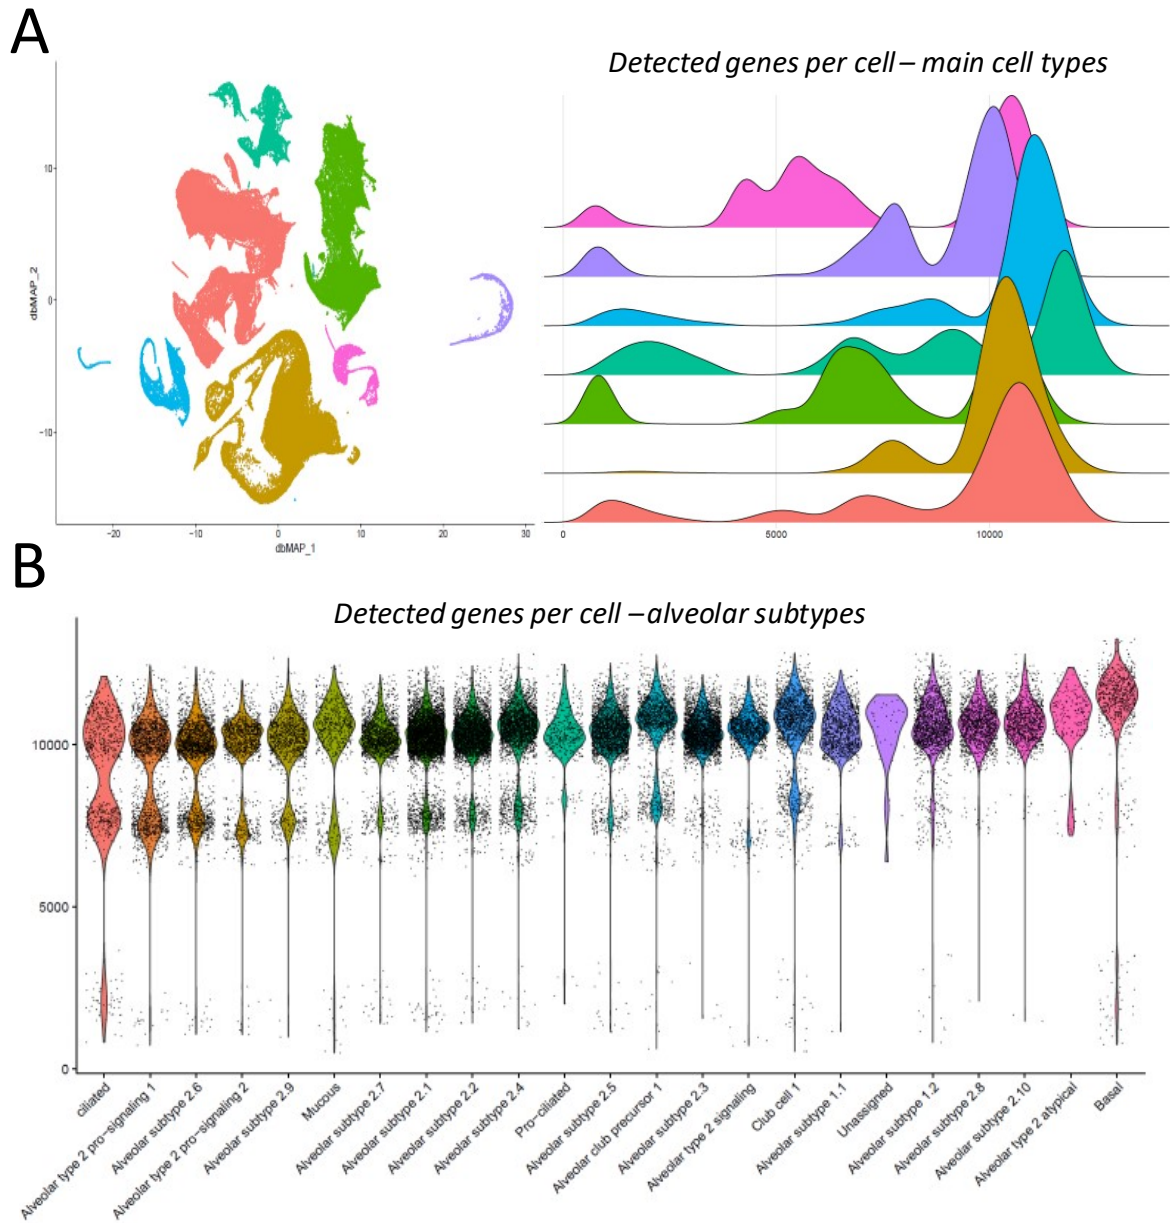 A
Detected genes per cell – main cell types
10
0
−10
dbMAP_2
−20
−10
0
10
20
30
dbMAP_1
0
5000
10000
B
Detected genes per cell – alveolar subtypes
10000
5000
0
ciliated
Alveolar type 2 pro−signaling 1
Alveolar subtype 2.6
Alveolar type 2 pro−signaling 2
Alveolar subtype 2.9
Mucous
Alveolar subtype 2.7
Alveolar subtype 2.1
Alveolar subtype 2.2
Alveolar subtype 2.4
Pro−ciliated
Alveolar subtype 2.5
Alveolar club precursor 1
Alveolar subtype 2.3
Alveolar type 2 signaling
Club cell 1
Alveolar subtype 1.1
Unassigned
Alveolar subtype 1.2
Alveolar subtype 2.8
Alveolar subtype 2.10
Alveolar type 2 atypical
Basal